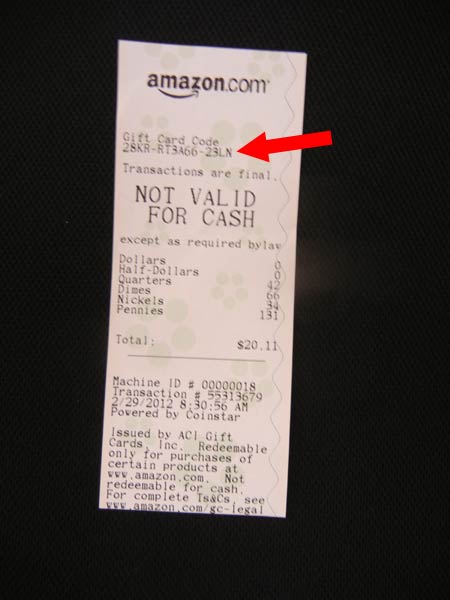 amazon.com
Gift Card Code
28KR-RT3A66-23LN
Transactions are final.
NOT VALID
FOR CASH
except as required bylaw
Dollars 0
Half-Dollars 0
Quarters 42
Dimes 66
Nickels 34
Pennies 131
Total: $20.11
Machine ID # 00000018
Transaction # 55313679
2/29/2012 8:30:56 AM
Powered by Coinstar
Issued by ACI Gift
Cards, Inc. Redeemable
only for purchases of
certain products at
www.amazon.com. Not
redeemable for cash.
For complete Ts&Cs, see
www.amazon.com/gc-legal